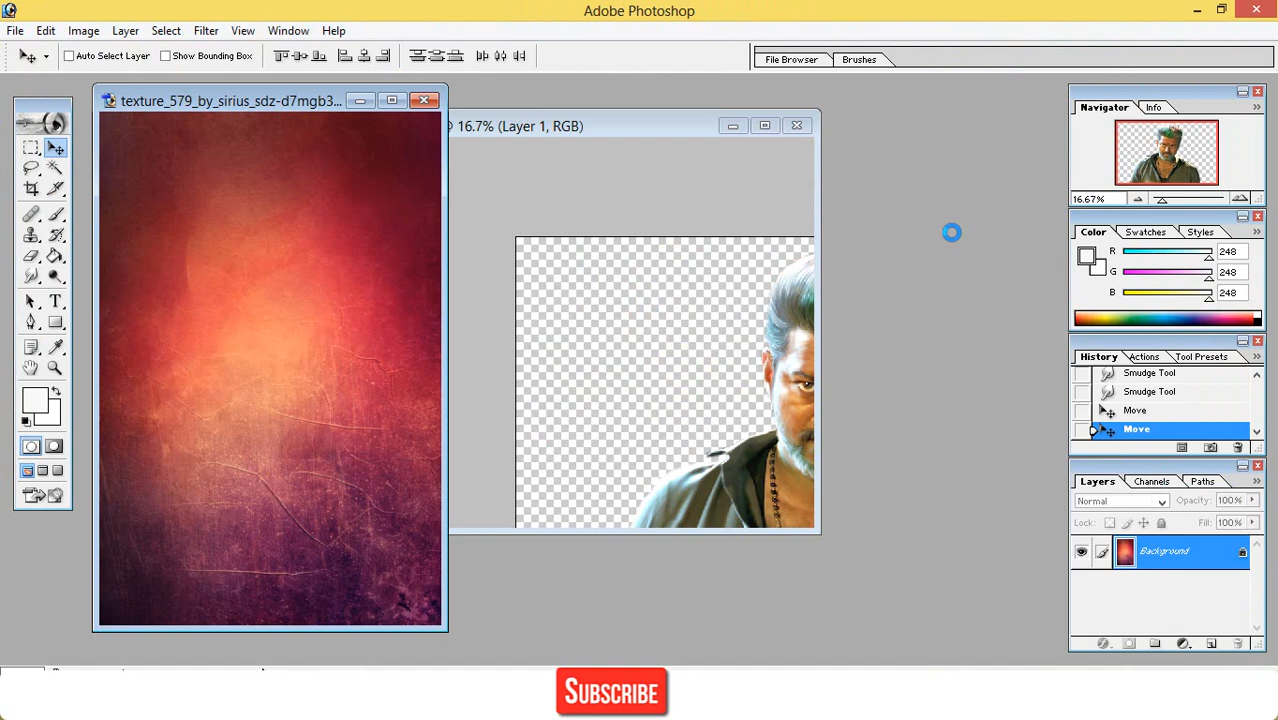 Adobe Photoshop
File Edit Image Layer Select Filter View Window Help
Auto Select Layer Show Bounding Box
File Browser Brushes
texture_579_by_sirius_sdz-d7mgb3...
16.7% (Layer 1, RGB)
Navigator Info
16.67%
Color Swatches Styles
R 248
G 248
B 248
History Actions Tool Presets
Smudge Tool
Smudge Tool
Move
Move
Layers Channels Paths
Normal Opacity: 100%
Lock: Fill: 100%
Background
SUBSCRIBE